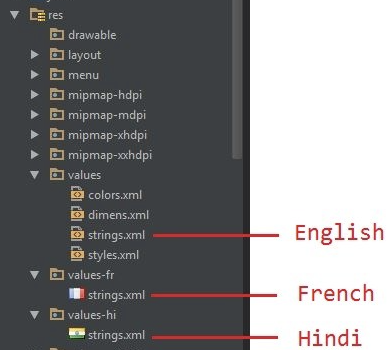 res
drawable
layout
menu
mipmap-hdpi
mipmap-mdpi
mipmap-xhdpi
mipmap-xxhdpi
values
colors.xml
dimens.xml
strings.xml English
styles.xml
values-fr
strings.xml French
values-hi
strings.xml Hindi